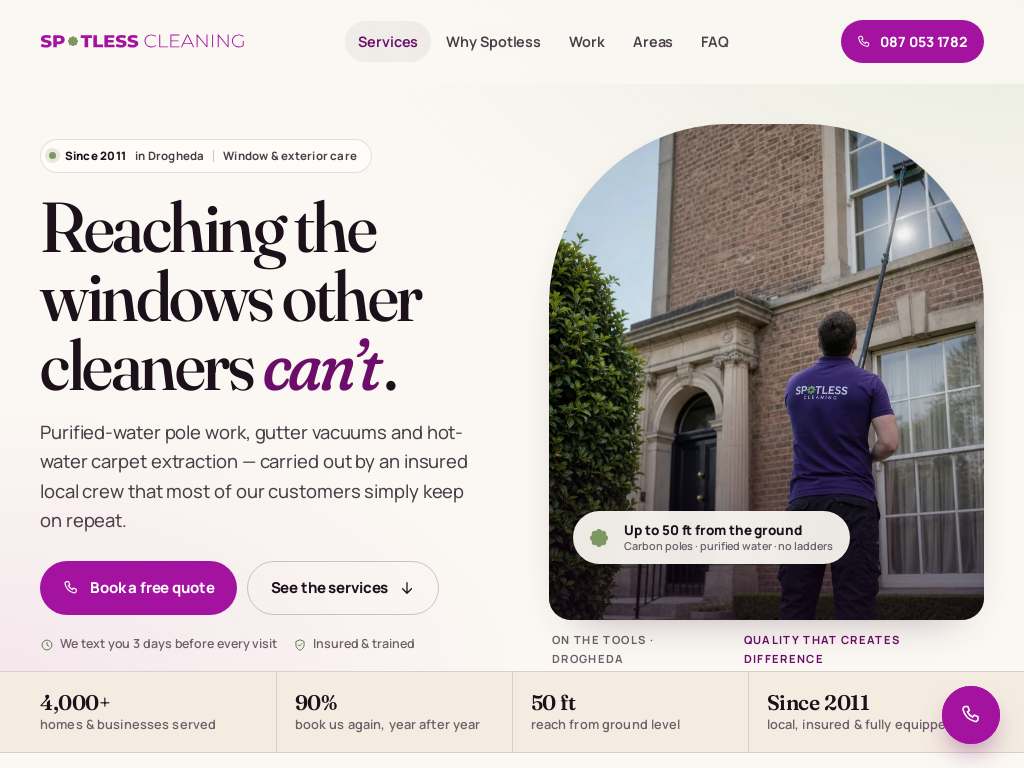 SP TLESS CLEANING
Services
Why Spotless
Work
Areas
FAQ
087 053 1782
Since 2011 in Drogheda | Window & exterior care
Reaching the
windows other
cleaners can't.
Purified-water pole work, gutter vacuums and hot-
water carpet extraction — carried out by an insured
local crew that most of our customers simply keep
on repeat.
Book a free quote
See the services ↓
We text you 3 days before every visit
Insured & trained
SP TLESS
CLEANING
Up to 50 ft from the ground
Carbon poles · purified water · no ladders
ON THE TOOLS ·
DROGHEDA
QUALITY THAT CREATES
DIFFERENCE
4,000+
homes & businesses served
90%
book us again, year after year
50 ft
reach from ground level
Since 2011
local, insured & fully equippe